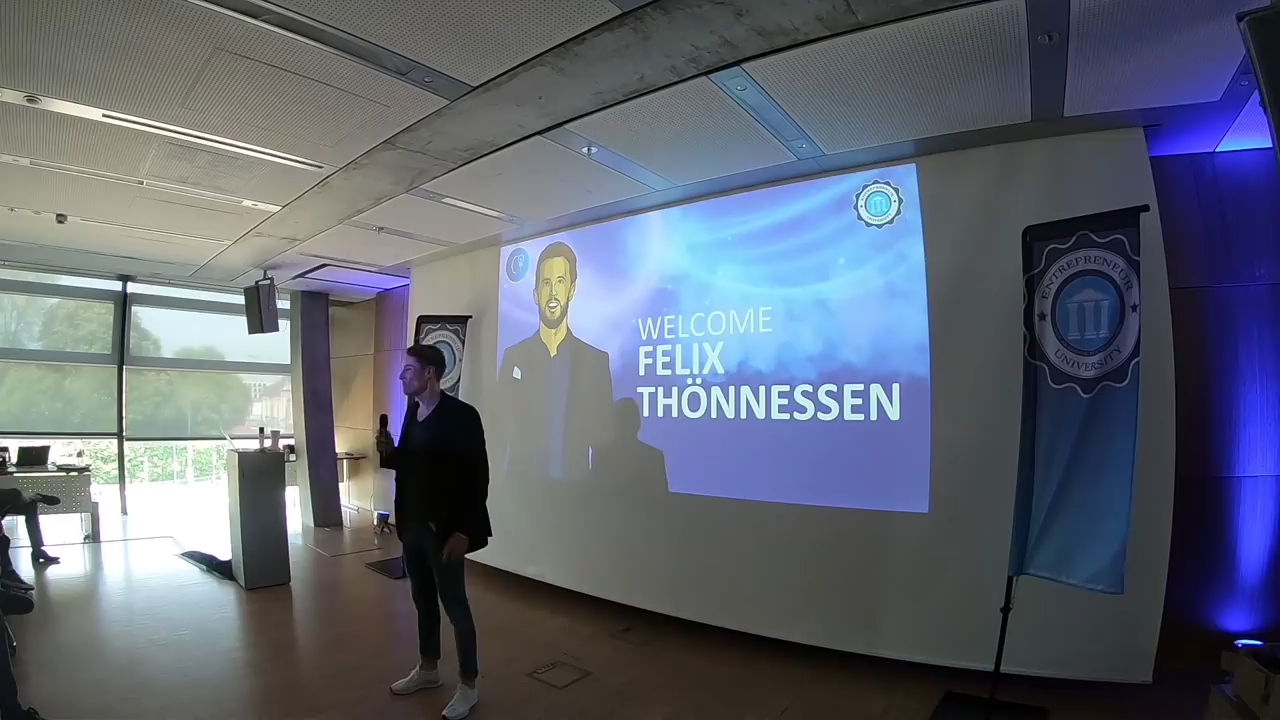 WELCOME
FELIX
THÖNNESSEN
ENTREPRENEUR
UNIVERSITY